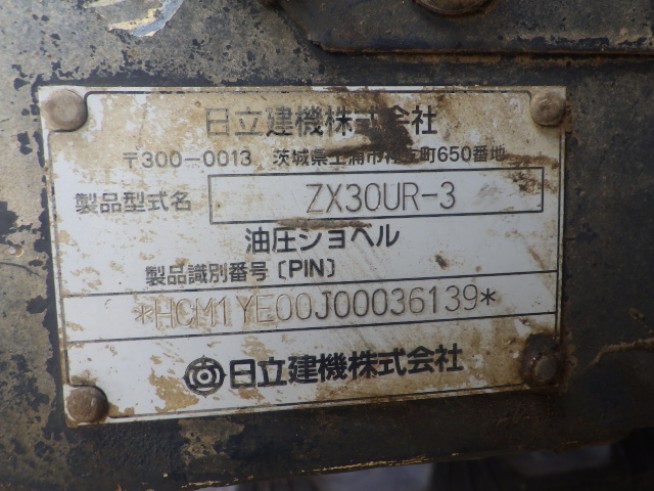 日立建機株式会社
〒300-0013 茨城県土浦市神立町650番地
製品型式名 ZX30UR-3
油圧ショベル
製品識別番号〔PIN〕
*HCM1YE00J00036139*
日立建機株式会社